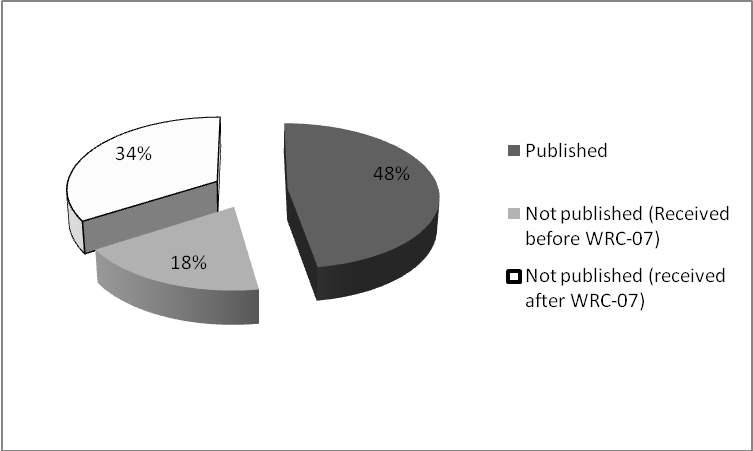 34%
48%
18%
Published
Not published (Received
before WRC-07)
Not published (received
after WRC-07)